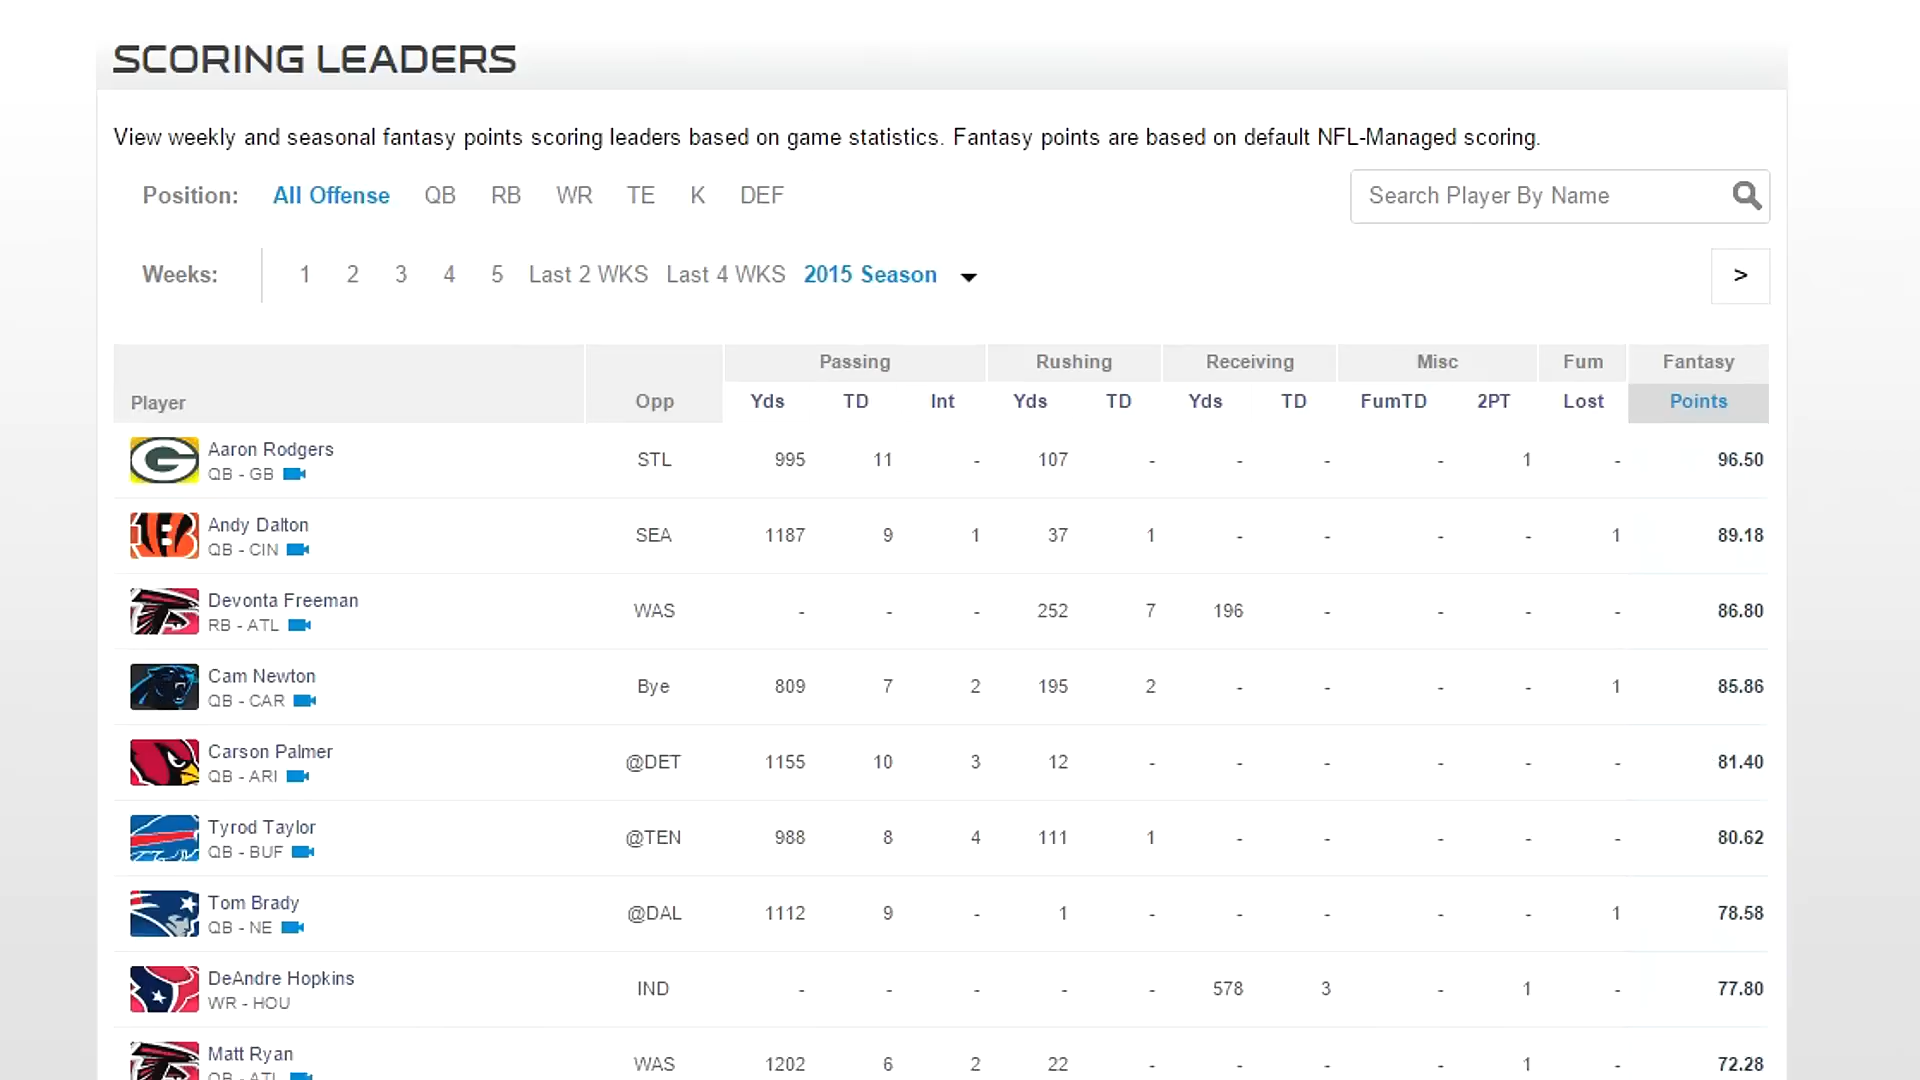 SCORING LEADERS
View weekly and seasonal fantasy points scoring leaders based on game statistics. Fantasy points are based on default NFL-Managed scoring.
Position: All Offense QB RB WR TE K DEF
Search Player By Name
Weeks: 1 2 3 4 5 Last 2 WKS Last 4 WKS 2015 Season >
Passing Rushing Receiving Misc Fum Fantasy
Player Opp Yds TD Int Yds TD Yds TD FumTD 2PT Lost Points
Aaron Rodgers
QB - GB STL 995 11 - 107 - - - - 1 - 96.50
Andy Dalton
QB - CIN SEA 1187 9 1 37 1 - - - - 1 89.18
Devonta Freeman
RB - ATL WAS - - - 252 7 196 - - - - 86.80
Cam Newton
QB - CAR Bye 809 7 2 195 2 - - - - 1 85.86
Carson Palmer
QB - ARI @DET 1155 10 3 12 - - - - - - 81.40
Tyrod Taylor
QB - BUF @TEN 988 8 4 111 1 - - - - - 80.62
Tom Brady
QB - NE @DAL 1112 9 - 1 - - - - - 1 78.58
DeAndre Hopkins
WR - HOU IND - - - - - 578 3 - 1 - 77.80
Matt Ryan
QB - ATL WAS 1202 6 2 22 - - - - 1 - 72.28